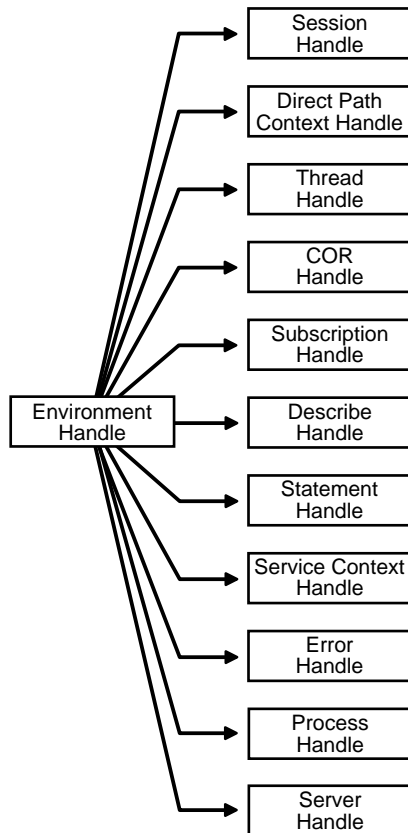 Session
Handle
Direct Path
Context Handle
Thread
Handle
COR
Handle
Subscription
Handle
Environment
Handle
Describe
Handle
Statement
Handle
Service Context
Handle
Error
Handle
Process
Handle
Server
Handle